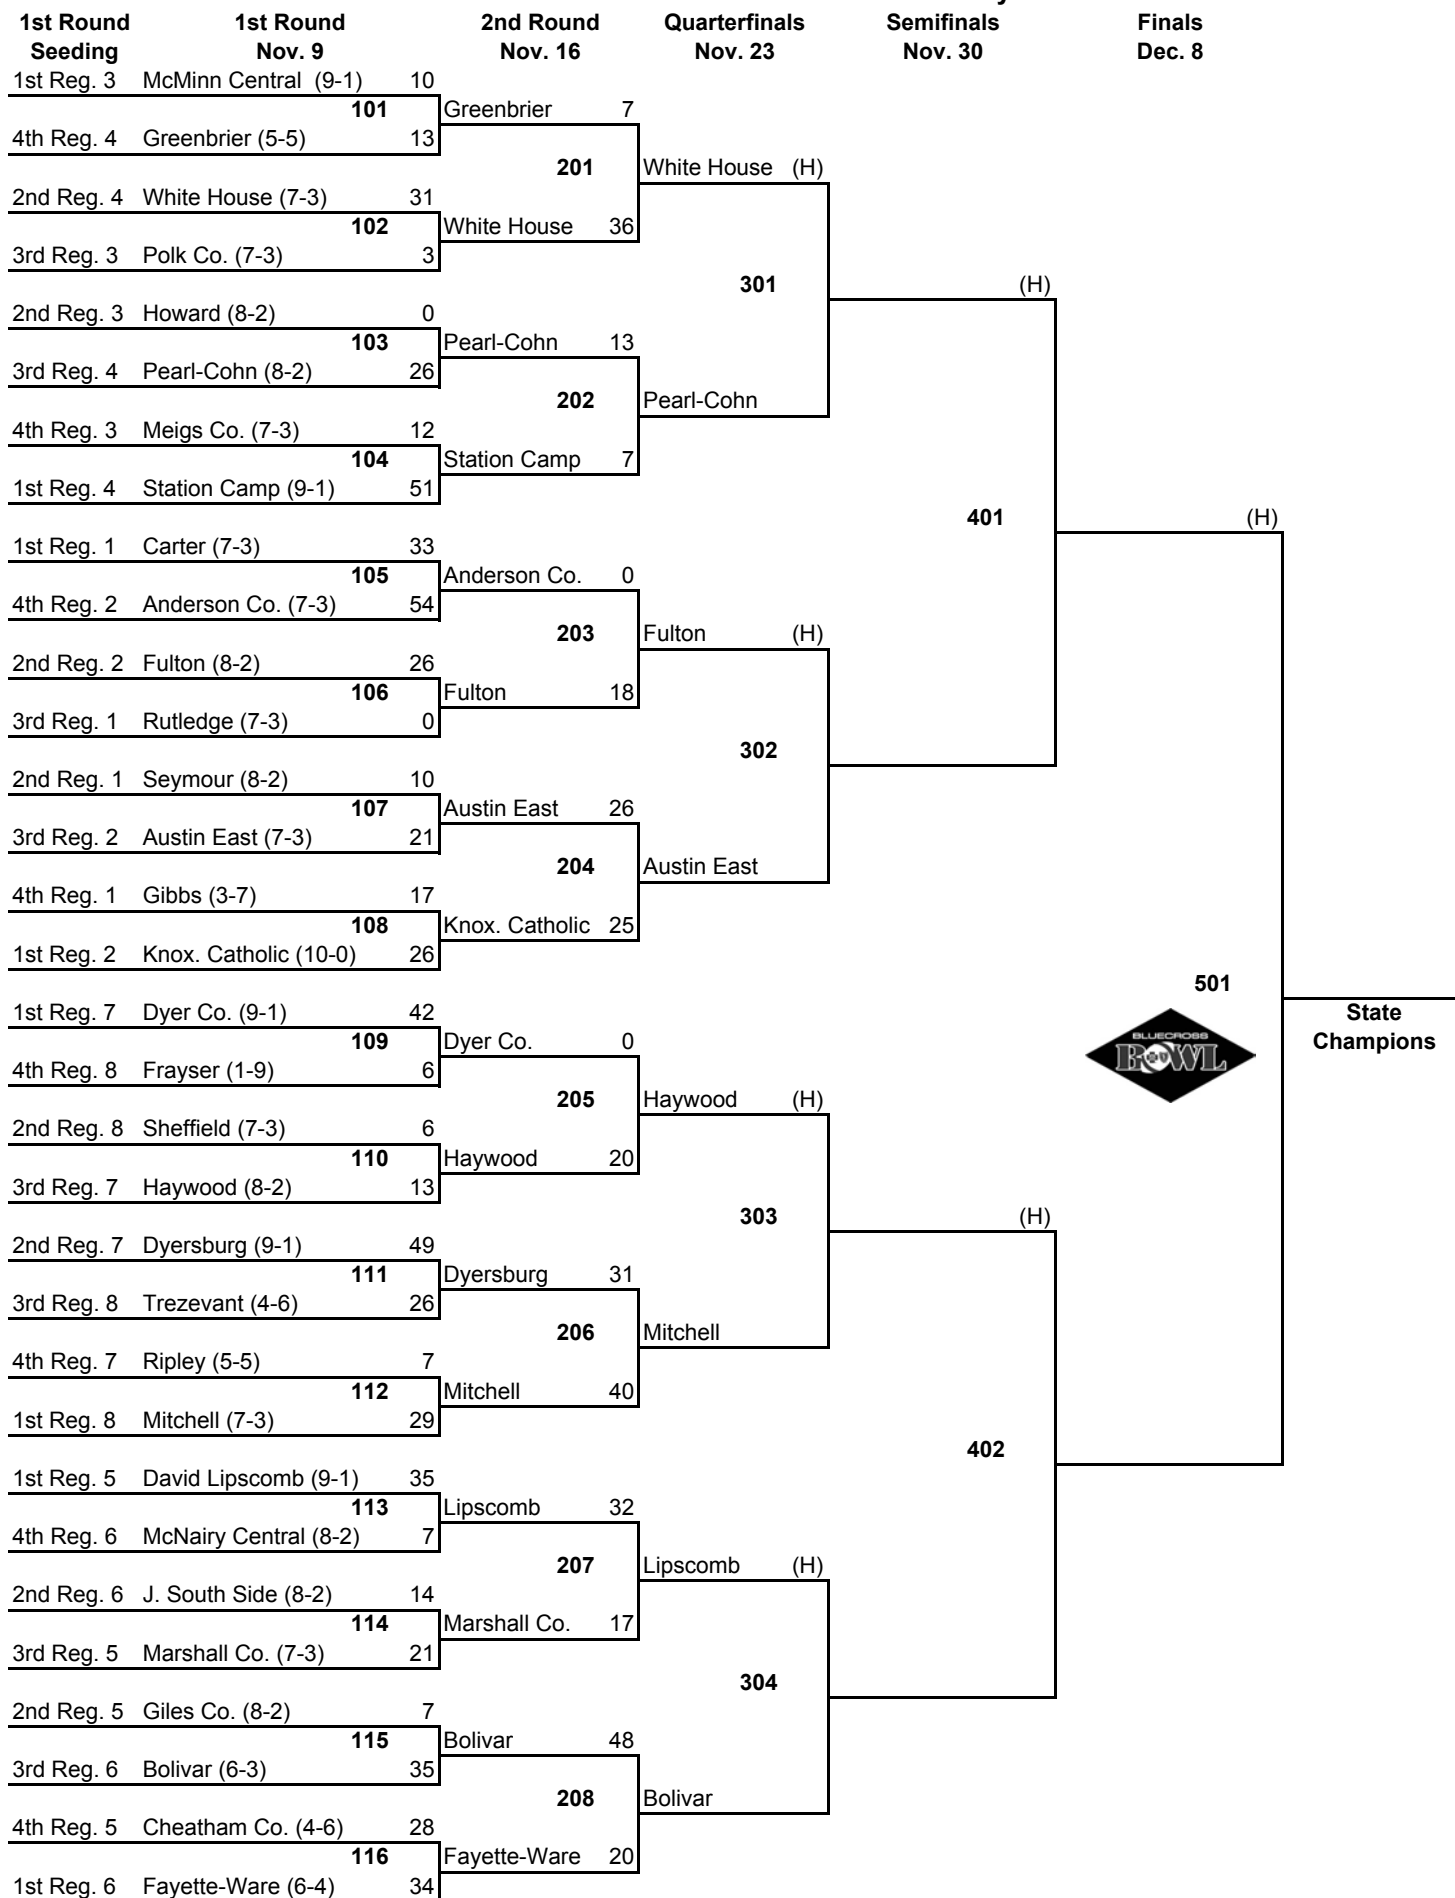 1st Round 1st Round 2nd Round Quarterfinals Semifinals Finals
Seeding Nov. 9 Nov. 16 Nov. 23 Nov. 30 Dec. 8
1st Reg. 3 McMinn Central (9-1) 10
101 Greenbrier 7
4th Reg. 4 Greenbrier (5-5) 13
201 White House (H)
2nd Reg. 4 White House (7-3) 31
102 White House 36
3rd Reg. 3 Polk Co. (7-3) 3
301 (H)
2nd Reg. 3 Howard (8-2) 0
103 Pearl-Cohn 13
3rd Reg. 4 Pearl-Cohn (8-2) 26
202 Pearl-Cohn
4th Reg. 3 Meigs Co. (7-3) 12
104 Station Camp 7
1st Reg. 4 Station Camp (9-1) 51
401 (H)
1st Reg. 1 Carter (7-3) 33
105 Anderson Co. 0
4th Reg. 2 Anderson Co. (7-3) 54
203 Fulton (H)
2nd Reg. 2 Fulton (8-2) 26
106 Fulton 18
3rd Reg. 1 Rutledge (7-3) 0
302
2nd Reg. 1 Seymour (8-2) 10
107 Austin East 26
3rd Reg. 2 Austin East (7-3) 21
204 Austin East
4th Reg. 1 Gibbs (3-7) 17
108 Knox. Catholic 25
1st Reg. 2 Knox. Catholic (10-0) 26
501
1st Reg. 7 Dyer Co. (9-1) 42 State
109 Dyer Co. 0 BLUECROSS Champions
4th Reg. 8 Frayser (1-9) 6 BOWL
205 Haywood (H)
2nd Reg. 8 Sheffield (7-3) 6
110 Haywood 20
3rd Reg. 7 Haywood (8-2) 13
303 (H)
2nd Reg. 7 Dyersburg (9-1) 49
111 Dyersburg 31
3rd Reg. 8 Trezevant (4-6) 26
206 Mitchell
4th Reg. 7 Ripley (5-5) 7
112 Mitchell 40
1st Reg. 8 Mitchell (7-3) 29
402
1st Reg. 5 David Lipscomb (9-1) 35
113 Lipscomb 32
4th Reg. 6 McNairy Central (8-2) 7
207 Lipscomb (H)
2nd Reg. 6 J. South Side (8-2) 14
114 Marshall Co. 17
3rd Reg. 5 Marshall Co. (7-3) 21
304
2nd Reg. 5 Giles Co. (8-2) 7
115 Bolivar 48
3rd Reg. 6 Bolivar (6-3) 35
208 Bolivar
4th Reg. 5 Cheatham Co. (4-6) 28
116 Fayette-Ware 20
1st Reg. 6 Fayette-Ware (6-4) 34